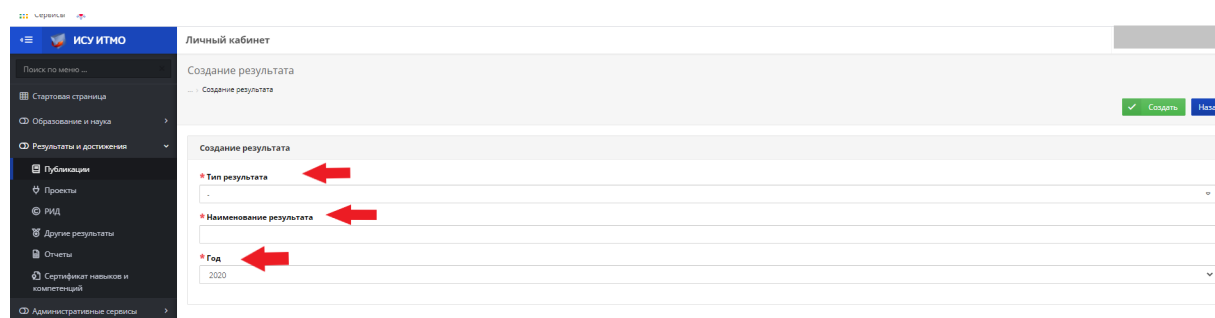 Сервисы
ИСУ ИТМО
Личный кабинет
Поиск по меню ...
Создание результата
... › Создание результата
Стартовая страница
Создать
Наза
Образование и наука
Результаты и достижения
Создание результата
Публикации
* Тип результата
Проекты
-
РИД
* Наименование результата
Другие результаты
Отчеты
* Год
Сертификат навыков и
компетенций
2020
Административные сервисы